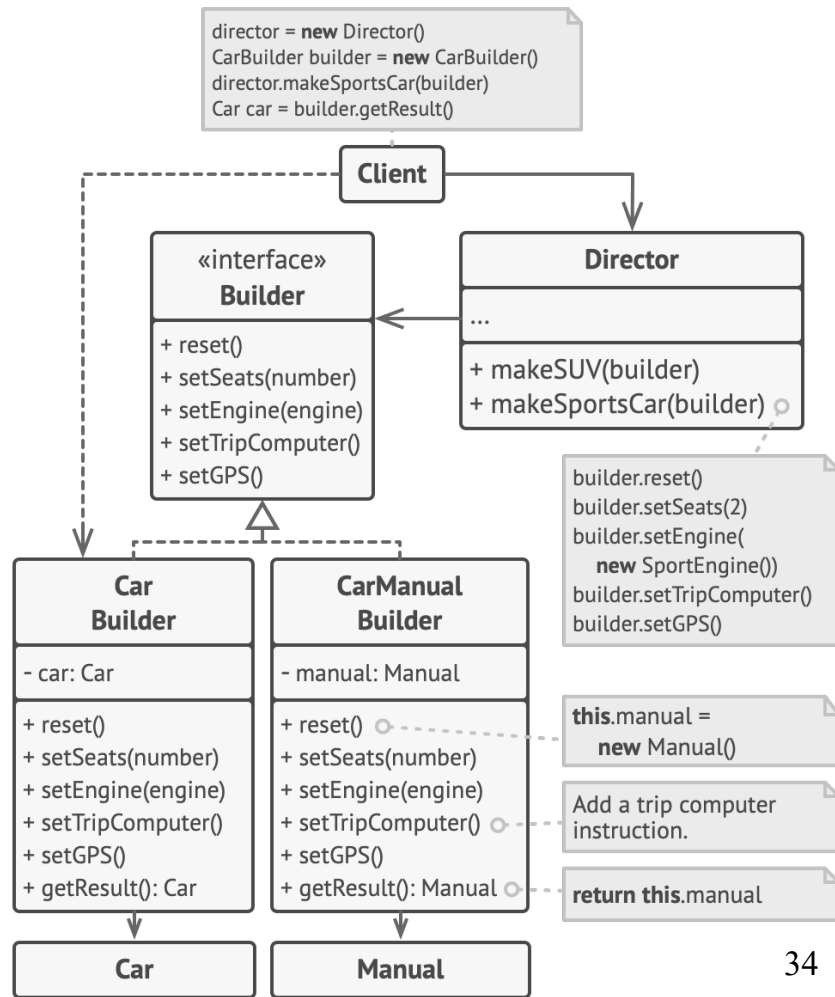 director = new Director()
CarBuilder builder = new CarBuilder()
director.makeSportsCar(builder)
Car car = builder.getResult()
Client
«interface»
Builder
+ reset()
+ setSeats(number)
+ setEngine(engine)
+ setTripComputer()
+ setGPS()
Director
...
+ makeSUV(builder)
+ makeSportsCar(builder)
builder.reset()
builder.setSeats(2)
builder.setEngine(
new SportEngine())
builder.setTripComputer()
builder.setGPS()
Car
Builder
- car: Car
+ reset()
+ setSeats(number)
+ setEngine(engine)
+ setTripComputer()
+ setGPS()
+ getResult(): Car
CarManual
Builder
- manual: Manual
+ reset()
+ setSeats(number)
+ setEngine(engine)
+ setTripComputer()
+ setGPS()
+ getResult(): Manual
this.manual =
new Manual()
Add a trip computer
instruction.
return this.manual
Car
Manual
34